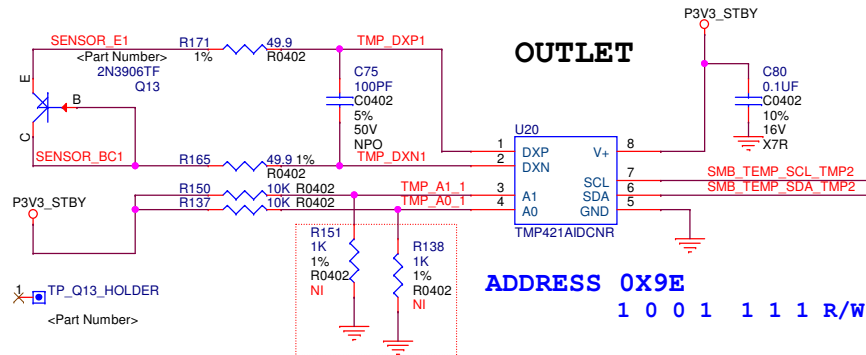 P3V3_STBY
SENSOR_E1
R171
49.9
TMP_DXP1
OUTLET
<Part Number>
1%
R0402
2N3906TF
Q13
E
B
C
C75
100PF
C0402
5%
50V
NPO
C80
0.1UF
C0402
10%
16V
X7R
U20
1
DXP
V+
8
2
DXN
SENSOR_BC1
R165
49.9 1%
TMP_DXN1
R0402
SCL
7
SMB_TEMP_SCL_TMP2
R150
10K
R0402
TMP_A1_1
3
A1
SDA
6
SMB_TEMP_SDA_TMP2
P3V3_STBY
R137
10K
R0402
TMP_A0_1
4
A0
GND
5
TMP421AIDCNR
R151
1K
1%
R0402
NI
R138
1K
1%
R0402
NI
ADDRESS 0X9E
1 0 0 1 1 1 1 R/W
1
TP_Q13_HOLDER
<Part Number>